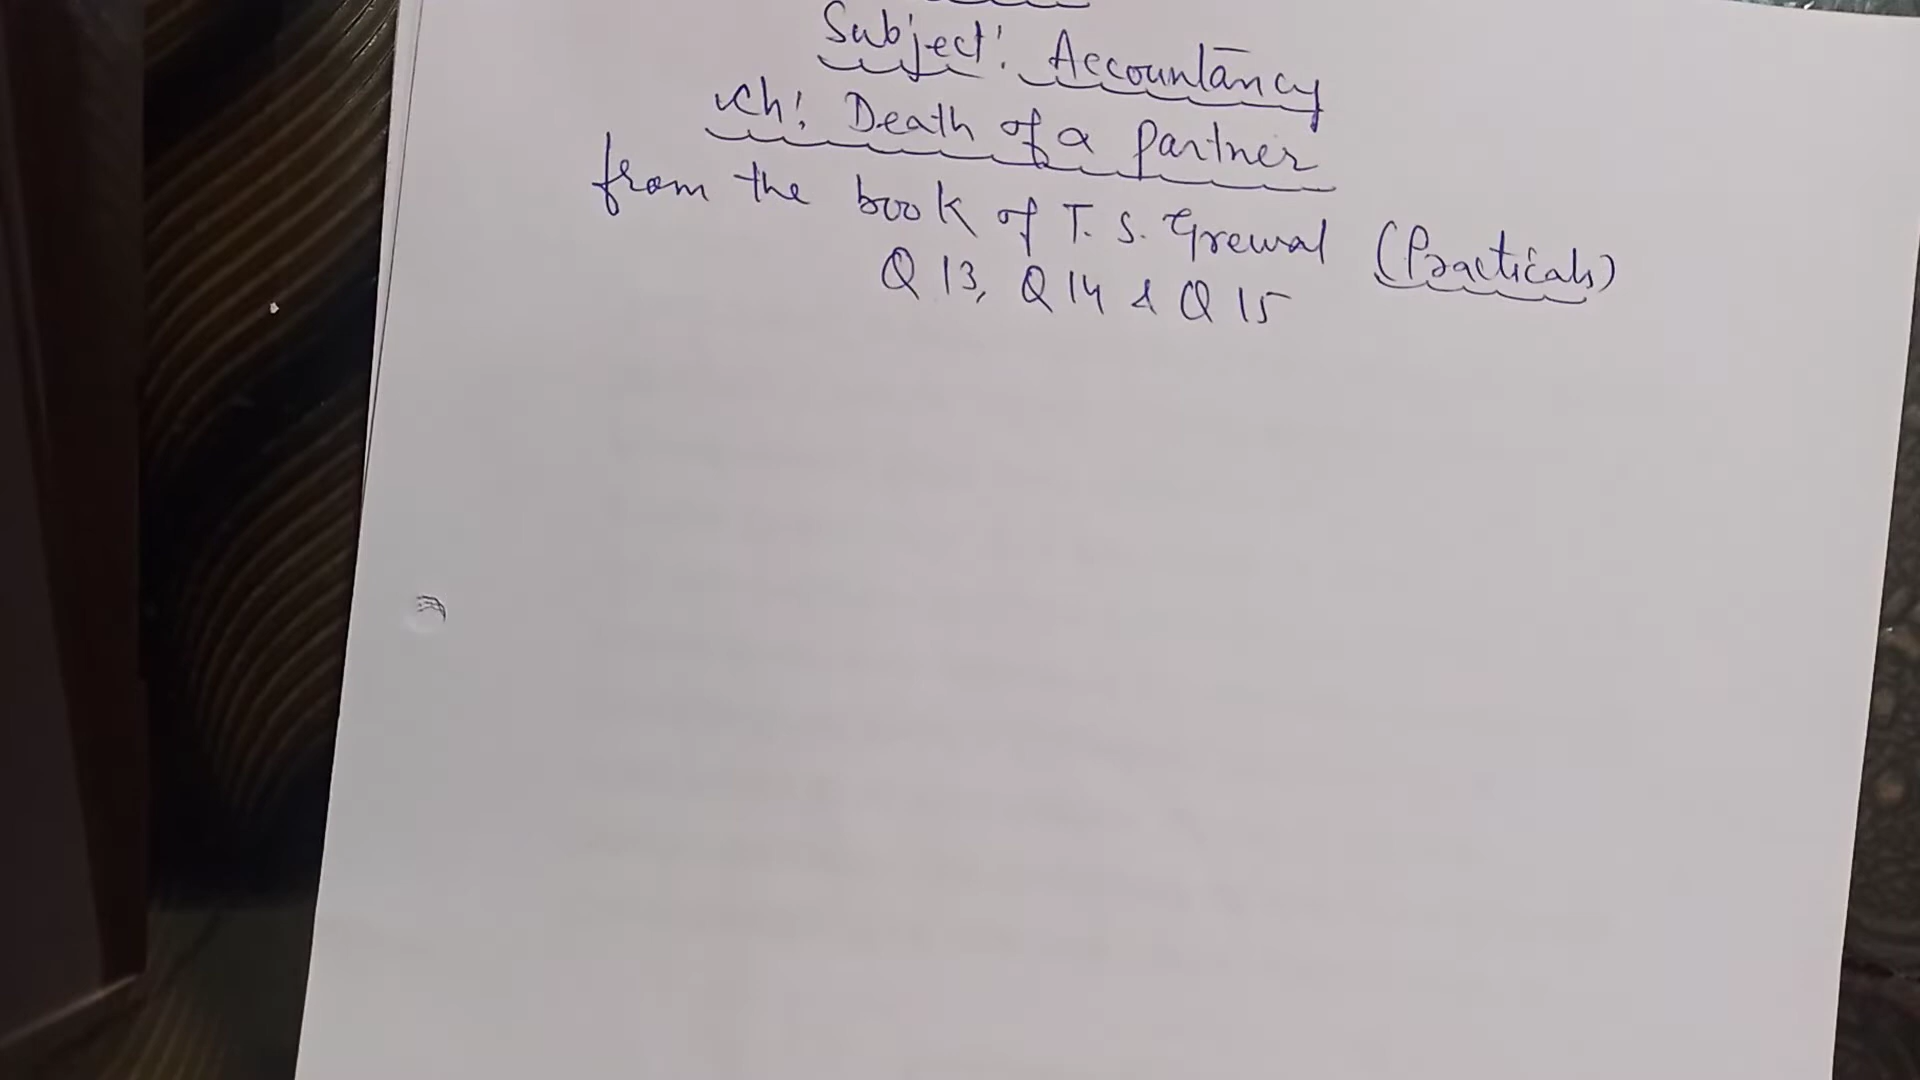 Subject: Accountancy
Ch: Death of a Partner
from the book of T. S. Grewal (Practicals)
Q 13, Q 14 & Q 15